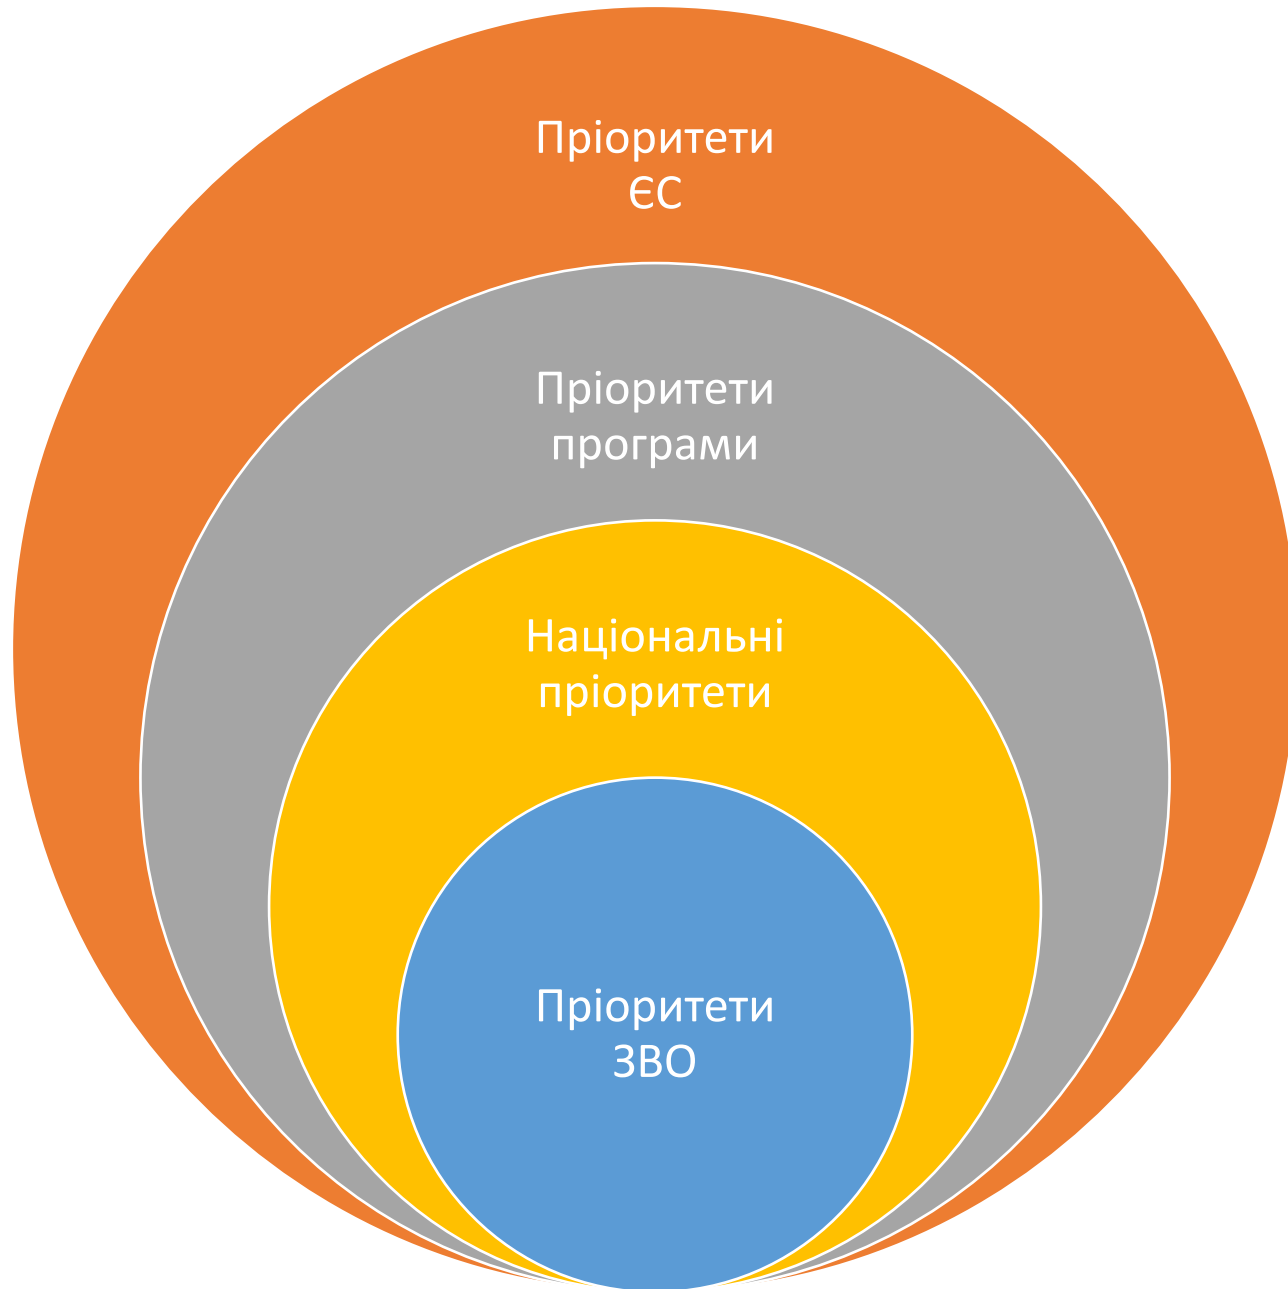 Пріоритети
ЄС
Пріоритети
програми
Національні
пріоритети
Пріоритети
ЗВО